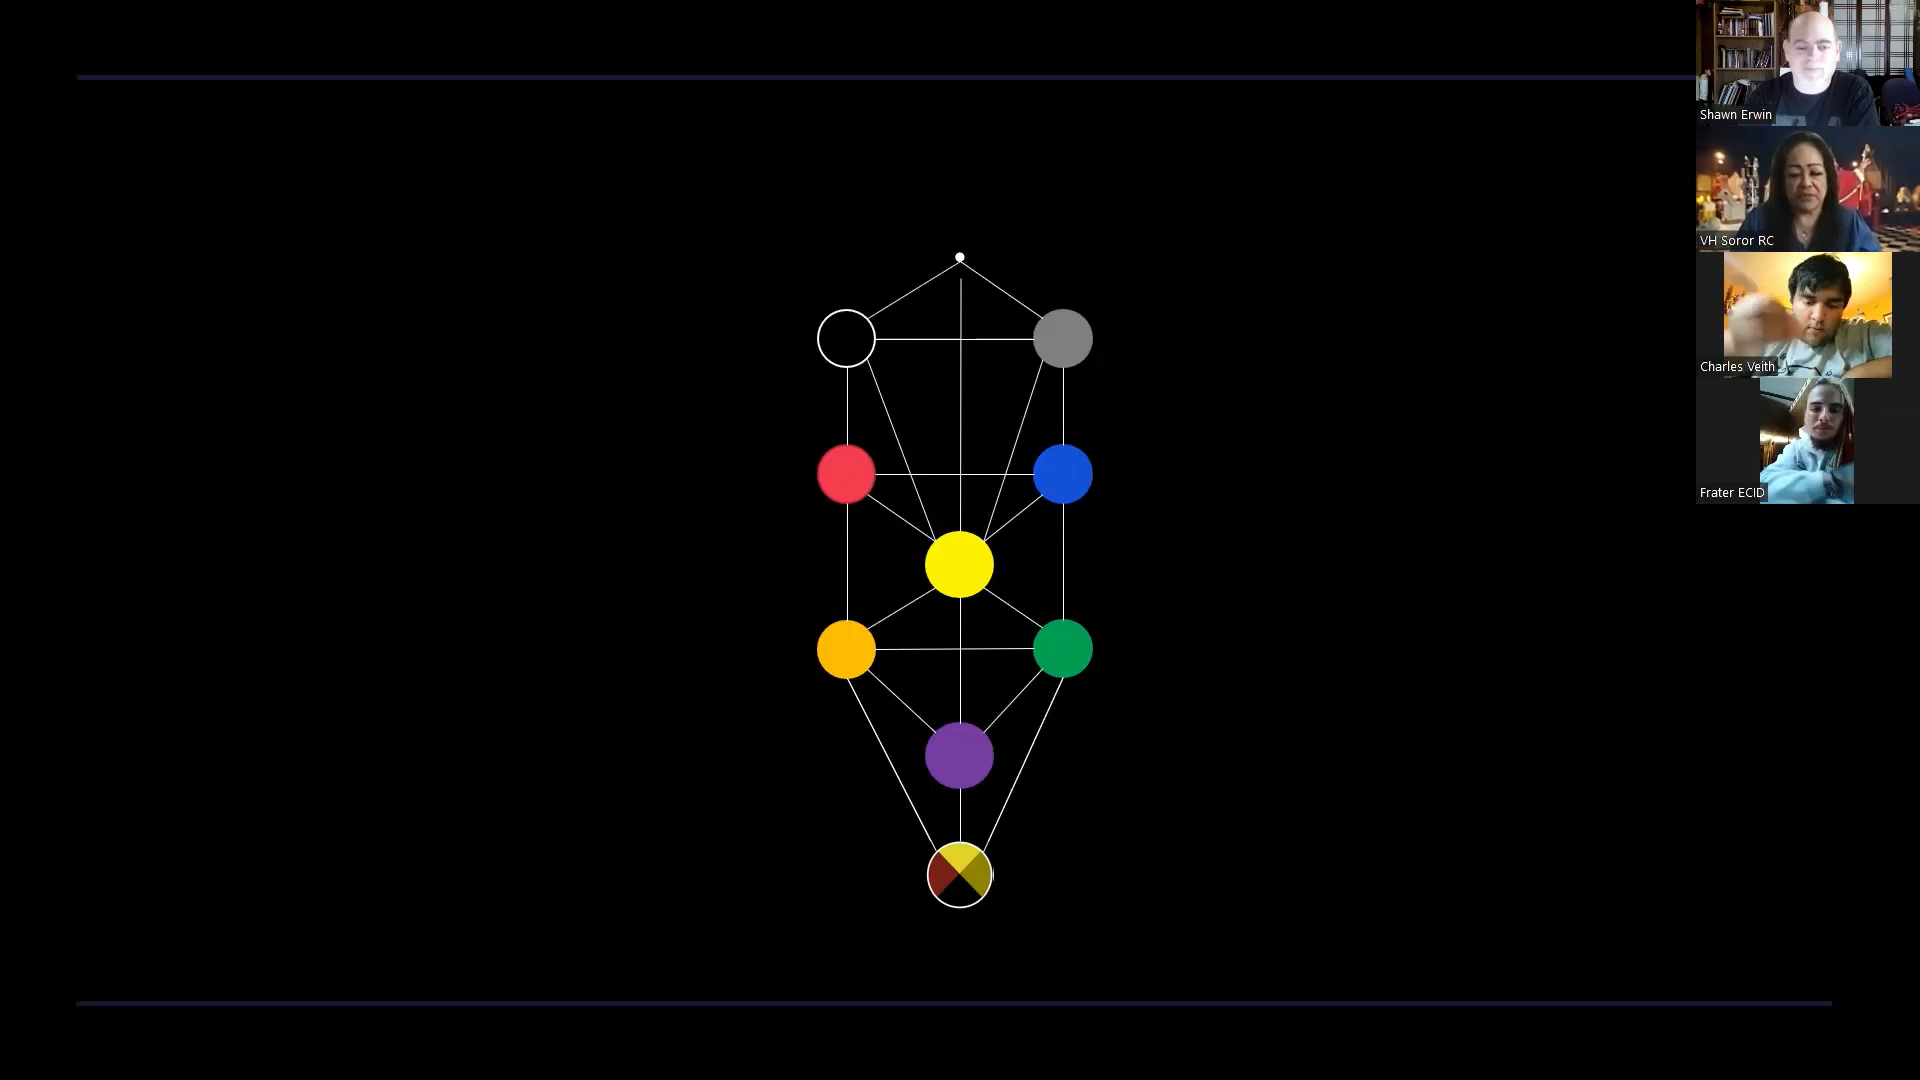 Shawn Erwin
VH Soror RC
Charles Veith
Frater ECID